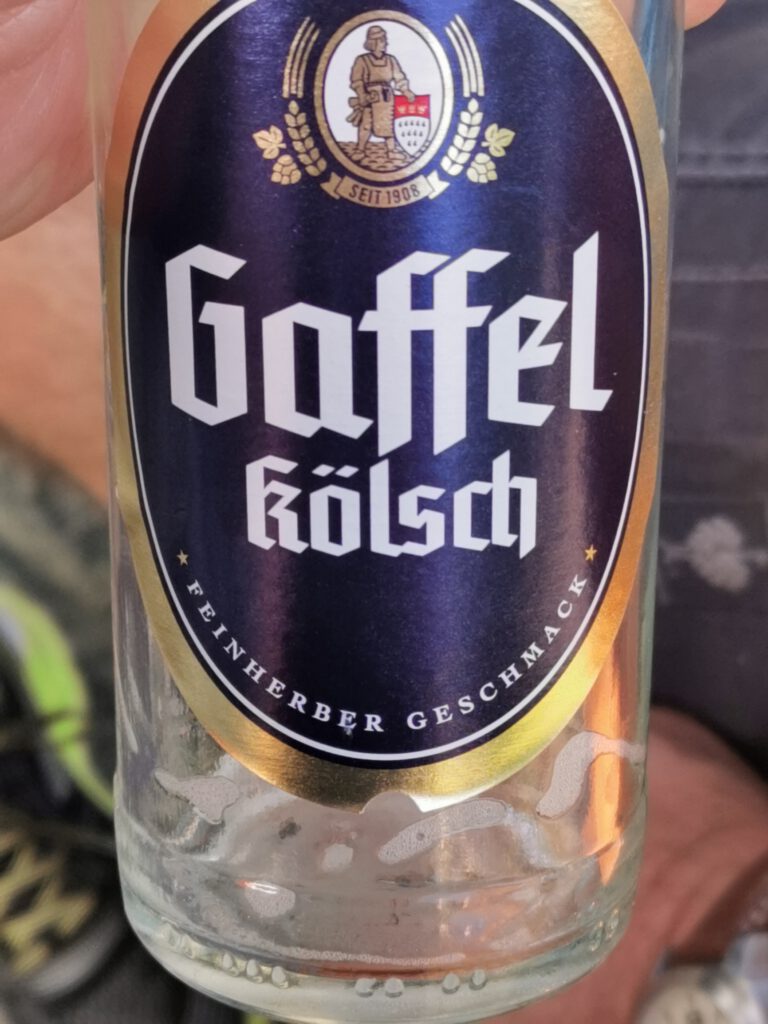 SEIT 1908
Gaffel
kölsch
FEINHERBER GESCHMACK